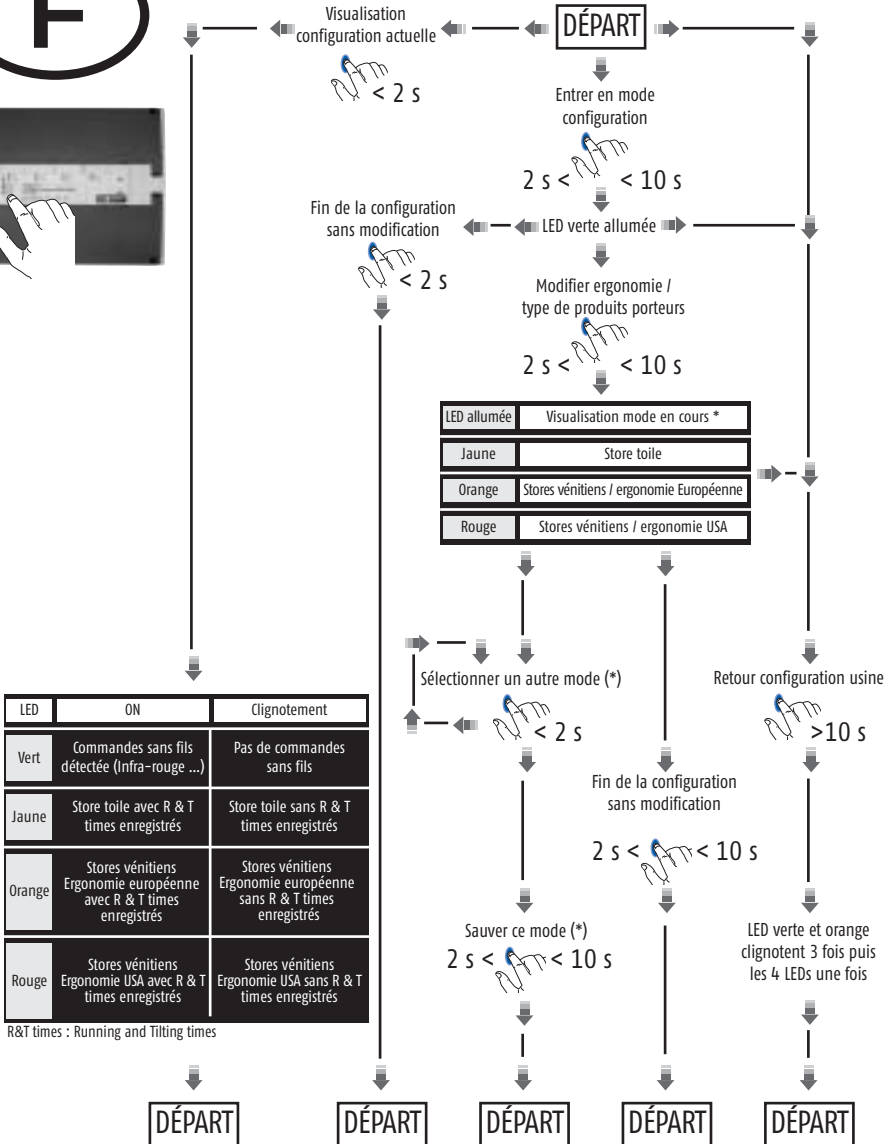 F
DÉPART
Visualisation
configuration actuelle
< 2 s
Entrer en mode
configuration
2 s < < 10 s
LED verte allumée
Fin de la configuration
sans modification
< 2 s
Modifier ergonomie /
type de produits porteurs
2 s < < 10 s
LED allumée Visualisation mode en cours *
Jaune Store toile
Orange Stores vénitiens / ergonomie Européenne
Rouge Stores vénitiens / ergonomie USA
Sélectionner un autre mode (*)
< 2 s
Retour configuration usine
>10 s
Fin de la configuration
sans modification
2 s < < 10 s
Sauver ce mode (*)
2 s < < 10 s
LED verte et orange
clignotent 3 fois puis
les 4 LEDs une fois
LED ON Clignotement
Vert
Commandes sans fils
détectée (Infra-rouge ...)
Pas de commandes
sans fils
Jaune
Store toile avec R & T
times enregistrés
Store toile sans R & T
times enregistrés
Orange
Stores vénitiens
Ergonomie européenne
avec R & T times
enregistrés
Stores vénitiens
Ergonomie européenne
sans R & T times
enregistrés
Rouge
Stores vénitiens
Ergonomie USA avec R & T
times enregistrés
Stores vénitiens
Ergonomie USA sans R & T
times enregistrés
R&T times : Running and Tilting times
DÉPART DÉPART DÉPART DÉPART DÉPART